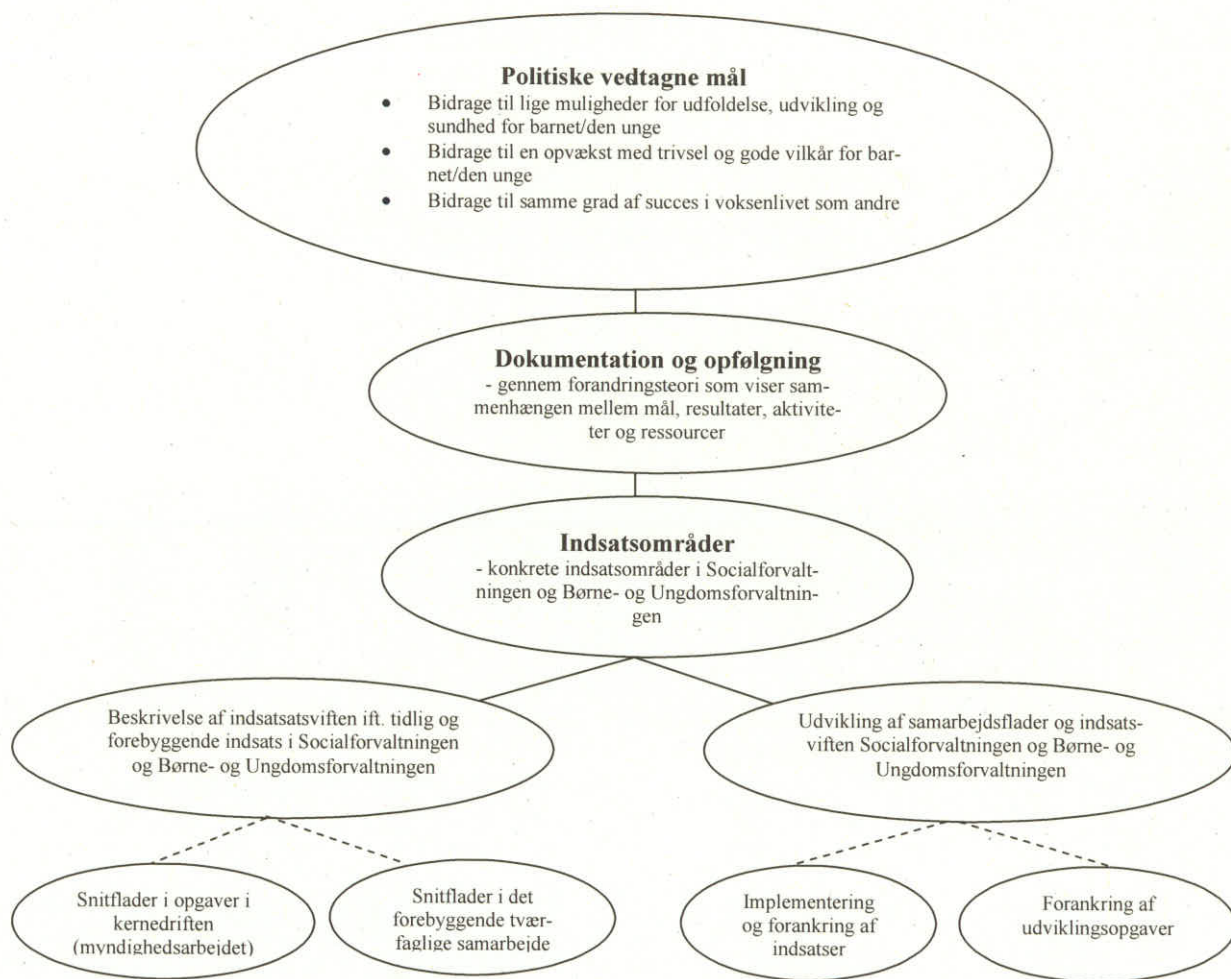 Politiske vedtagne mål
• Bidrage til lige muligheder for udfoldelse, udvikling og
sundhed for barnet/den unge
• Bidrage til en opvækst med trivsel og gode vilkår for bar-
net/den unge
• Bidrage til samme grad af succes i voksenlivet som andre
Dokumentation og opfølgning
- gennem forandringsteori som viser sam-
menhængen mellem mål, resultater, aktivite-
ter og ressourcer
Indsatsområder
- konkrete indsatsområder i Socialforvalt-
ningen og Børne- og Ungdomsforvaltnin-
gen
Beskrivelse af indsatsatsviften ift. tidlig og
forebyggende indsats i Socialforvaltningen
og Børne- og Ungdomsforvaltningen
Udvikling af samarbejdsflader og indsats-
viften Socialforvaltningen og Børne- og
Ungdomsforvaltningen
Snitflader i opgaver i
kernedriften
(myndighedsarbejdet)
Snitflader i det
forebyggende tvær-
faglige samarbejde
Implementering
og forankring af
indsatser
Forankring af
udviklingsopgaver